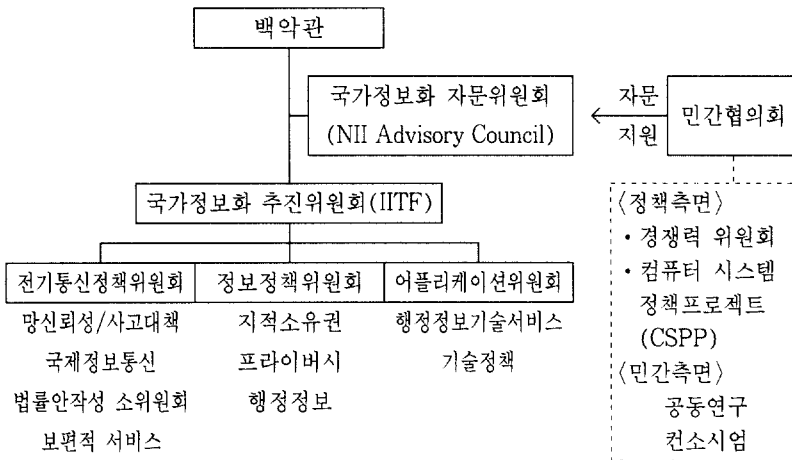 백악관
국가정보화 자문위원회
(NII Advisory Council)
자문
지원
민간협의회
국가정보화 추진위원회(IITF)
전기통신정책위원회
망신뢰성/사고대책
국제정보통신
법률안작성 소위원회
보편적 서비스
정보정책위원회
지적소유권
프라이버시
행정정보
어플리케이션위원회
행정정보기술서비스
기술정책
〈정책측면〉
· 경쟁력 위원회
· 컴퓨터 시스템
정책프로젝트
(CSPP)
〈민간측면〉
공동연구
컨소시엄